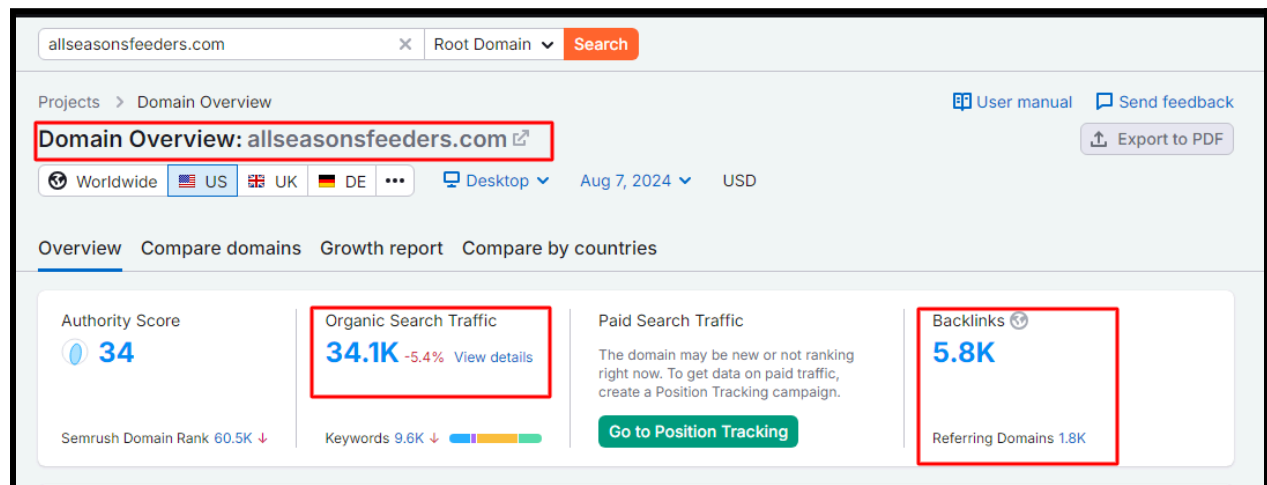 allseasonsfeeders.com × Root Domain Search
Projects > Domain Overview User manual Send feedback
Domain Overview: allseasonsfeeders.com Export to PDF
Worldwide US UK DE ••• Desktop Aug 7, 2024 USD
Overview Compare domains Growth report Compare by countries
Authority Score
34
Semrush Domain Rank 60.5K ↓
Organic Search Traffic
34.1K -5.4% View details
Keywords 9.6K ↓
Paid Search Traffic
The domain may be new or not ranking
right now. To get data on paid traffic,
create a Position Tracking campaign.
Go to Position Tracking
Backlinks
5.8K
Referring Domains 1.8K